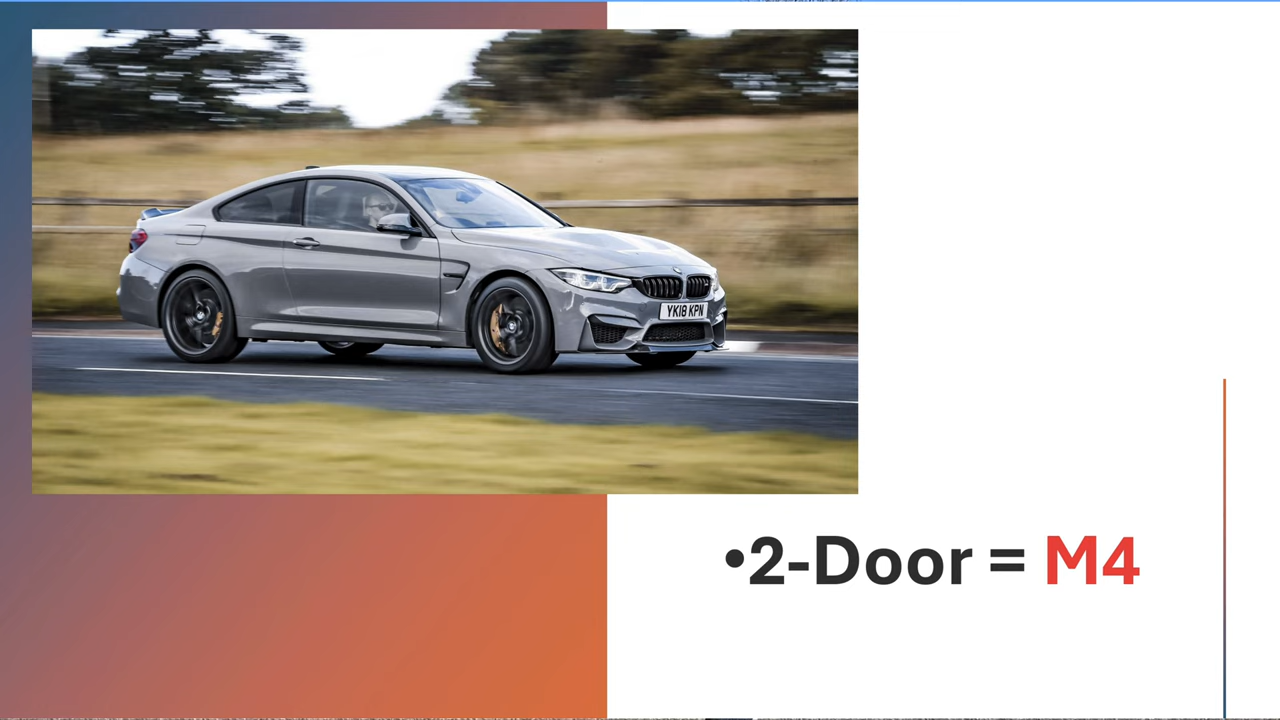 YK18 KPN
•2-Door = M4